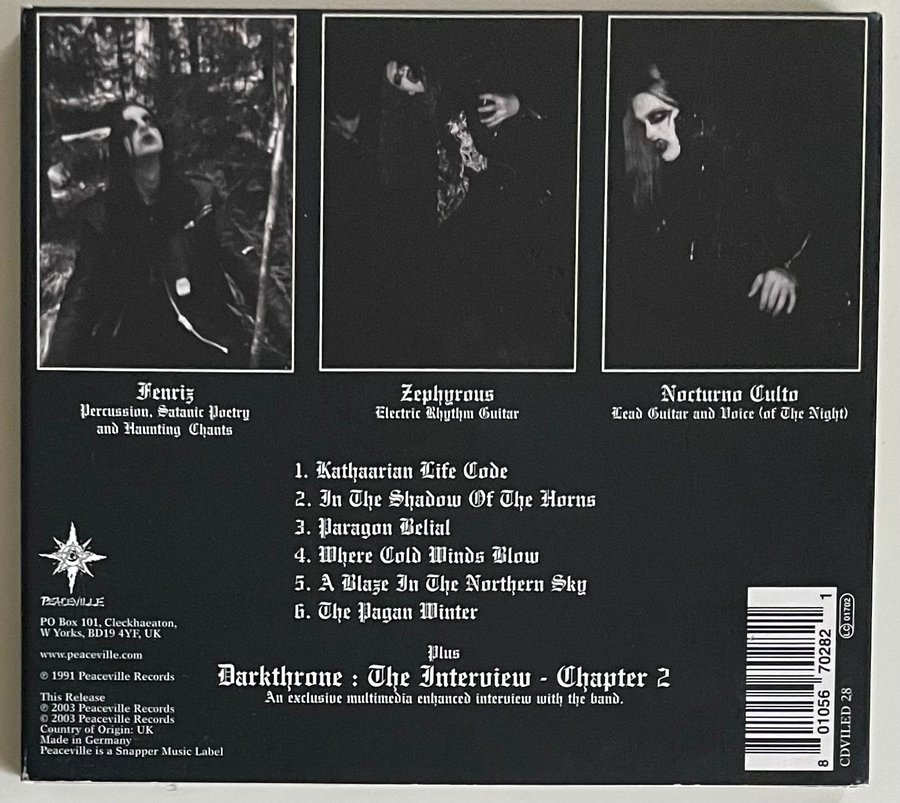 Fenriz
Percussion, Satanic Poetry
and Haunting Chants
Zephyrous
Electric Rhythm Guitar
Nocturno Culto
Lead Guitar and Voice (of The Night)
1. Kathaarian Life Code
2. In The Shadow Of The Horns
3. Paragon Belial
4. Where Cold Winds Blow
5. A Blaze In The Northern Sky
6. The Pagan Winter
Plus
Darkthrone : The Interview - Chapter 2
An exclusive multimedia enhanced interview with the band.
PEACEVILLE
PO Box 101, Cleckhaeaton,
W Yorks, BD19 4YF, UK
www.peaceville.com
℗ 1991 Peaceville Records
This Release
℗ 2003 Peaceville Records
© 2003 Peaceville Records
Country of Origin: UK
Made in Germany
Peaceville is a Snapper Music Label
8 01056 70282 1
LC 01702
CDVILED 28